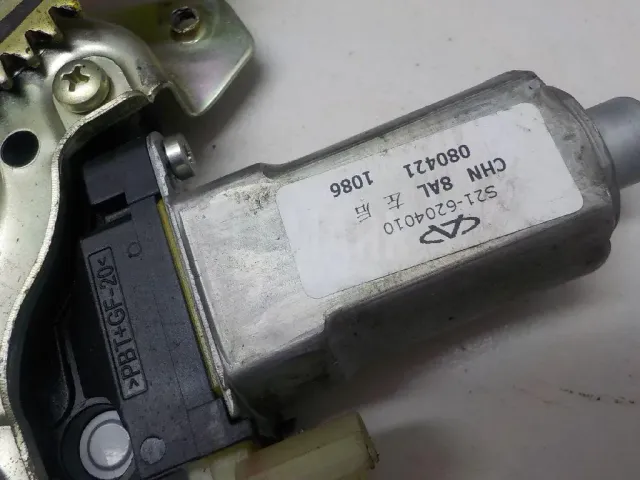 S21-6204010 左 后
CHN 8AL
080421 1086
>PBT+GF-20<